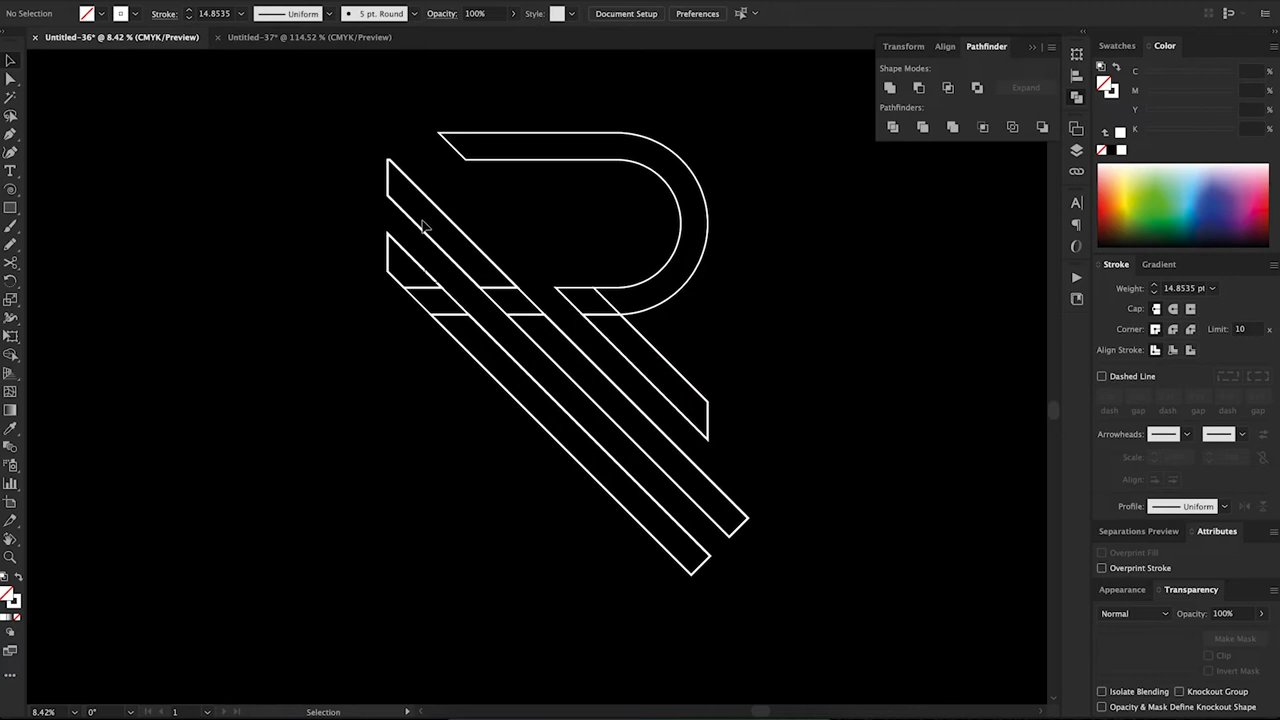 No Selection Stroke: 14.8535 Uniform 5 pt. Round Opacity: 100% Style: Document Setup Preferences
× Untitled-36* @ 8.42 % (CMYK/Preview) × Untitled-37* @ 114.52 % (CMYK/Preview)
Transform Align Pathfinder
Shape Modes:
Expand
Pathfinders:
Swatches Color
C %
M %
Y %
K %
Stroke Gradient
Weight: 14.8535 pt
Cap:
Corner: Limit: 10 x
Align Stroke:
Dashed Line
dash gap dash gap dash gap
Arrowheads:
Scale:
Align:
Profile: Uniform
Separations Preview Attributes
Overprint Fill
Overprint Stroke
Appearance Transparency
Normal Opacity: 100%
Make Mask
Clip
Invert Mask
Isolate Blending Knockout Group
Opacity & Mask Define Knockout Shape
8.42% 0° 1 Selection